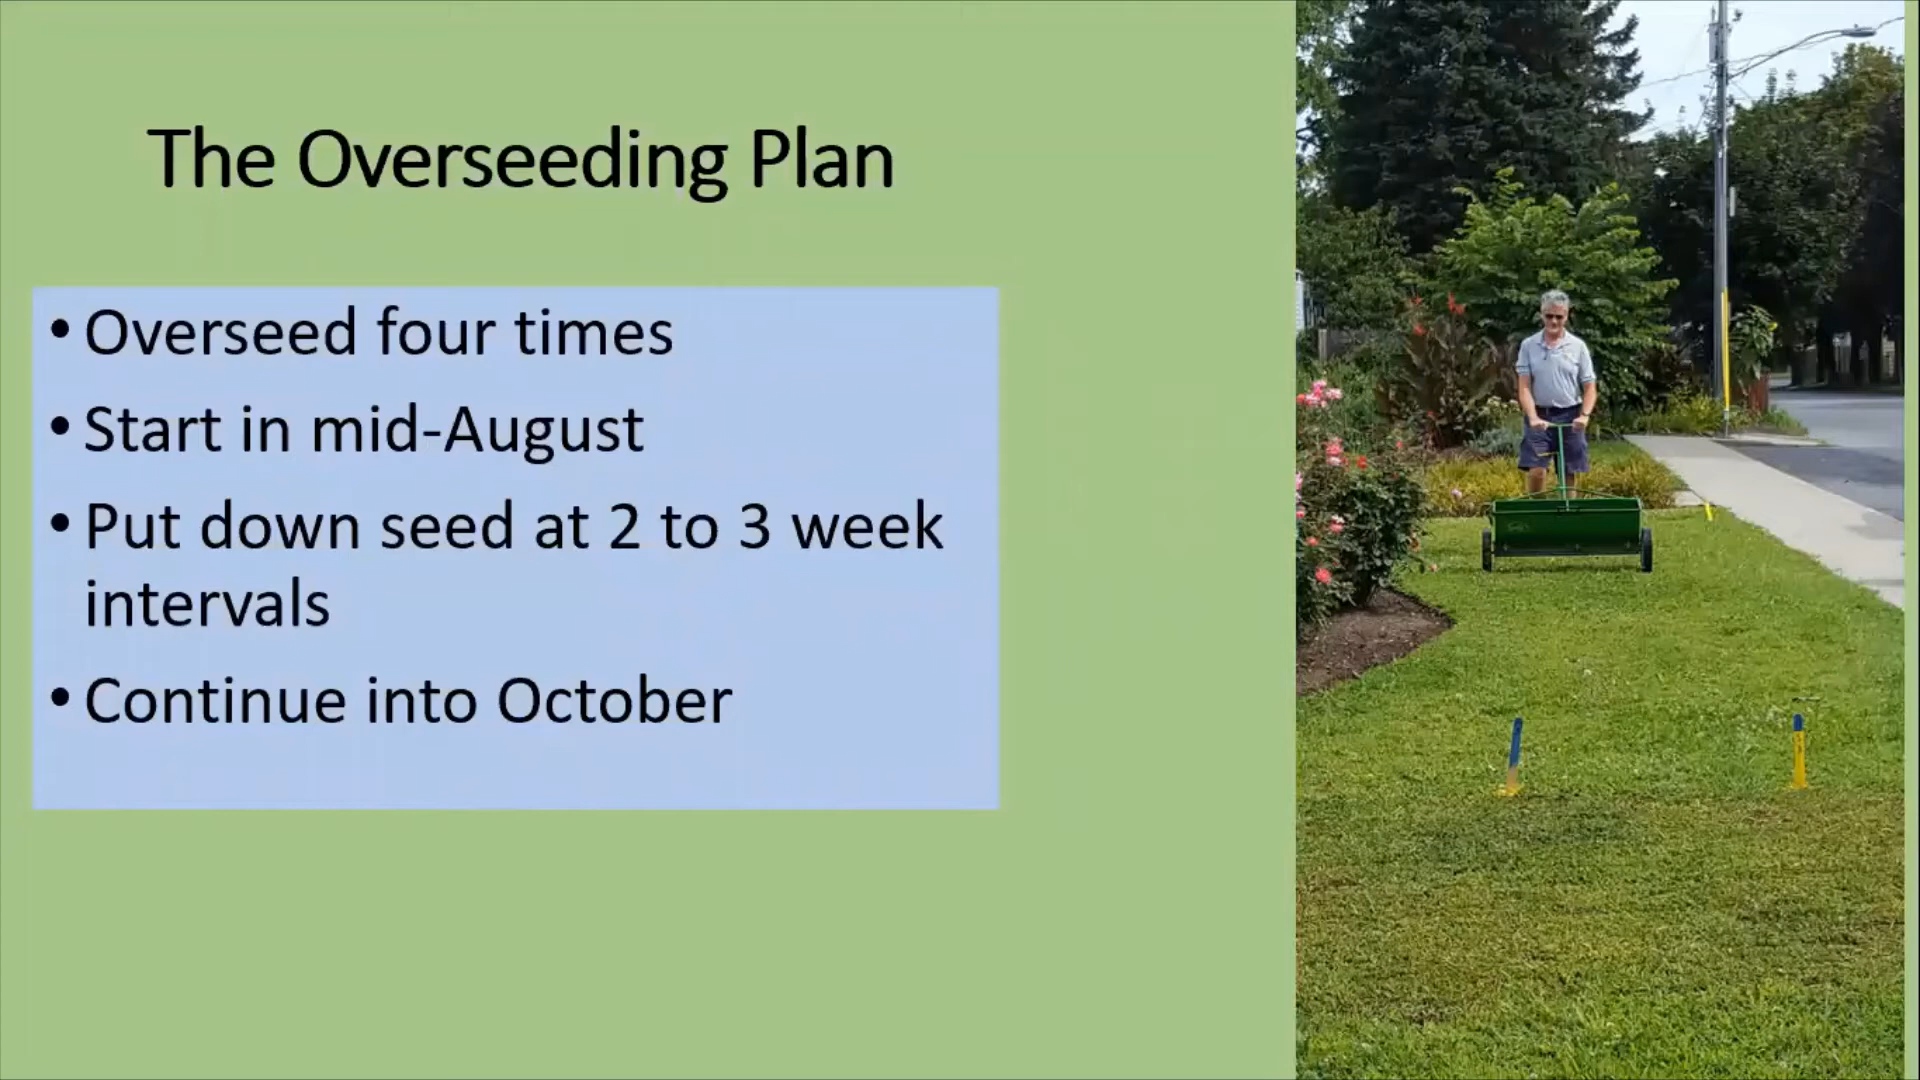 The Overseeding Plan
• Overseed four times
• Start in mid-August
• Put down seed at 2 to 3 week
intervals
• Continue into October